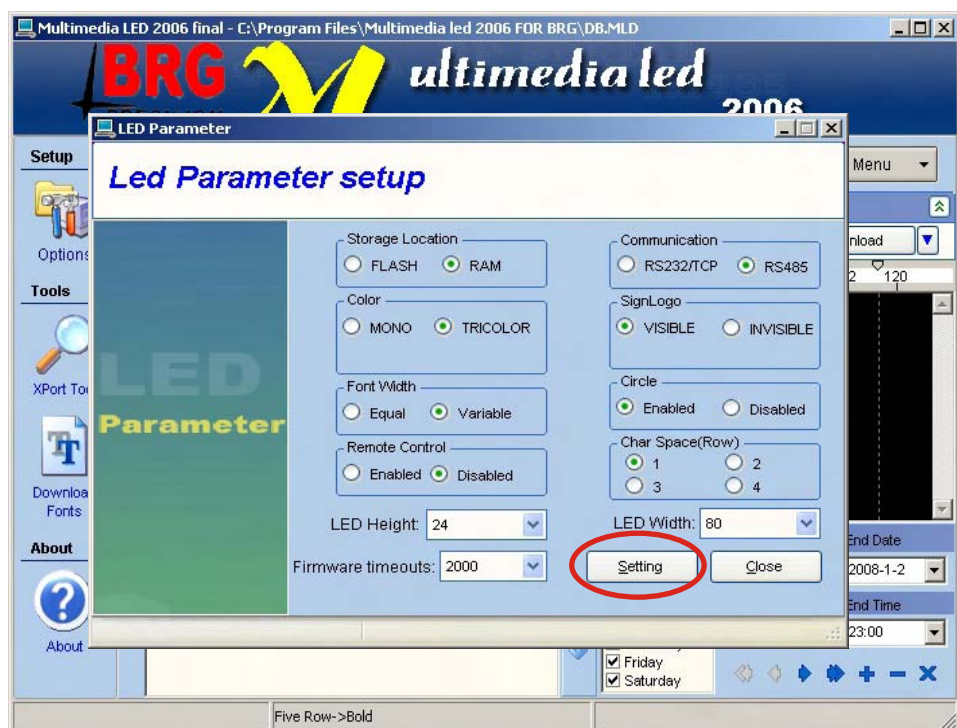 Multimedia LED 2006 final - C:\Program Files\Multimedia led 2006 FOR BRG\DB.MLD
BRG Multimedia led
2006
LED Parameter
Led Parameter setup
Setup
Menu
Options
nload
Tools
2 120
XPort Too
Downloa
Fonts
About
About
LED
Parameter
Storage Location
FLASH RAM
Communication
RS232/TCP RS485
Color
MONO TRICOLOR
SignLogo
VISIBLE INVISIBLE
Font Width
Equal Variable
Circle
Enabled Disabled
Remote Control
Enabled Disabled
Char Space(Row)
1 2
3 4
LED Height: 24
LED Width: 80
Firmware timeouts: 2000
Setting Close
End Date
2008-1-2
End Time
23:00
Friday
Saturday
Five Row->Bold